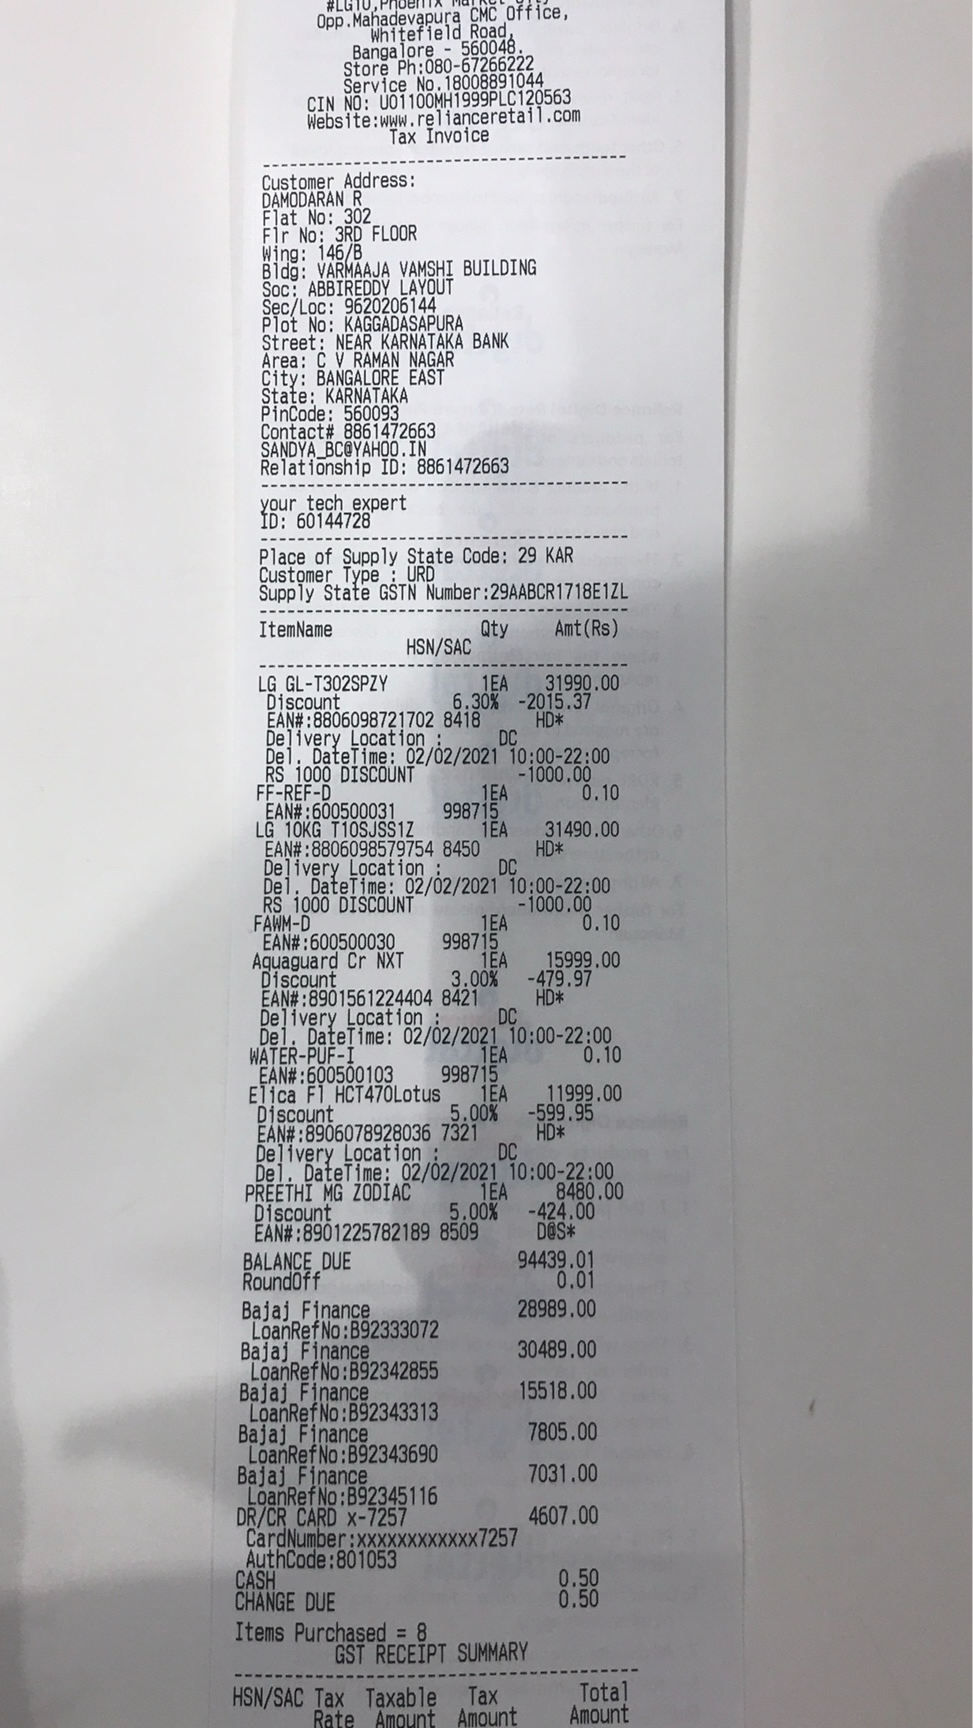 #LG10,Phoenix Market City
Opp.Mahadevapura CMC Office,
Whitefield Road,
Bangalore - 560048.
Store Ph:080-67266222
Service No.18008891044
CIN NO: U01100MH1999PLC120563
Website:www.relianceretail.com
Tax Invoice
Customer Address:
DAMODARAN R
Flat No: 302
Flr No: 3RD FLOOR
Wing: 146/B
Bldg: VARMAAJA VAMSHI BUILDING
Soc: ABBIREDDY LAYOUT
Sec/Loc: 9620206144
Plot No: KAGGADASAPURA
Street: NEAR KARNATAKA BANK
Area: C V RAMAN NAGAR
City: BANGALORE EAST
State: KARNATAKA
PinCode: 560093
Contact# 8861472663
SANDYA_BC@YAHOO.IN
Relationship ID: 8861472663
your tech expert
ID: 60144728
Place of Supply State Code: 29 KAR
Customer Type : URD
Supply State GSTN Number:29AABCR1718E1ZL
ItemName Qty Amt(Rs)
HSN/SAC
LG GL-T302SPZY 1EA 31990.00
Discount 6.30% -2015.37
EAN#:8806098721702 8418 HD*
Delivery Location : DC
Del. DateTime: 02/02/2021 10:00-22:00
RS 1000 DISCOUNT -1000.00
FF-REF-D 1EA 0.10
EAN#:600500031 998715
LG 10KG T10SJSS1Z 1EA 31490.00
EAN#:8806098579754 8450 HD*
Delivery Location : DC
Del. DateTime: 02/02/2021 10:00-22:00
RS 1000 DISCOUNT -1000.00
FAWM-D 1EA 0.10
EAN#:600500030 998715
Aquaguard Cr NXT 1EA 15999.00
Discount 3.00% -479.97
EAN#:8901561224404 8421 HD*
Delivery Location : DC
Del. DateTime: 02/02/2021 10:00-22:00
WATER-PUF-I 1EA 0.10
EAN#:600500103 998715
Elica Fl HCT470Lotus 1EA 11999.00
Discount 5.00% -599.95
EAN#:8906078928036 7321 HD*
Delivery Location : DC
Del. DateTime: 02/02/2021 10:00-22:00
PREETHI MG ZODIAC 1EA 8480.00
Discount 5.00% -424.00
EAN#:8901225782189 8509 D@S*
BALANCE DUE 94439.01
RoundOff 0.01
Bajaj Finance 28989.00
LoanRefNo:B92333072
Bajaj Finance 30489.00
LoanRefNo:B92342855
Bajaj Finance 15518.00
LoanRefNo:B92343313
Bajaj Finance 7805.00
LoanRefNo:B92343690
Bajaj Finance 7031.00
LoanRefNo:B92345116
DR/CR CARD x-7257 4607.00
CardNumber:xxxxxxxxxxxx7257
AuthCode:801053
CASH 0.50
CHANGE DUE 0.50
Items Purchased = 8
GST RECEIPT SUMMARY
HSN/SAC Tax Taxable Tax Total
Rate Amount Amount Amount